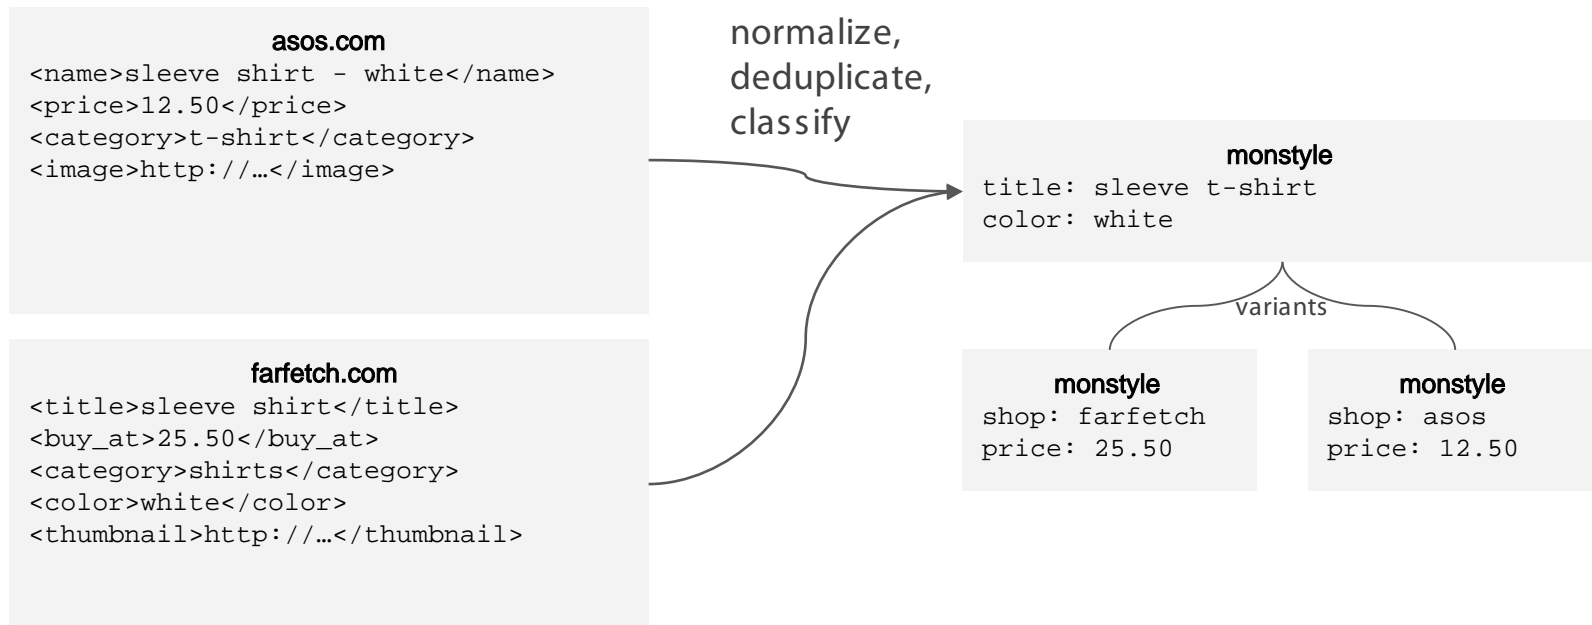 asos.com
<name>sleeve shirt - white</name>
<price>12.50</price>
<category>t-shirt</category>
<image>http://…</image>
farfetch.com
<title>sleeve shirt</title>
<buy_at>25.50</buy_at>
<category>shirts</category>
<color>white</color>
<thumbnail>http://…</thumbnail>
normalize,
deduplicate,
classify
monstyle
title: sleeve t-shirt
color: white
variants
monstyle
shop: farfetch
price: 25.50
monstyle
shop: asos
price: 12.50